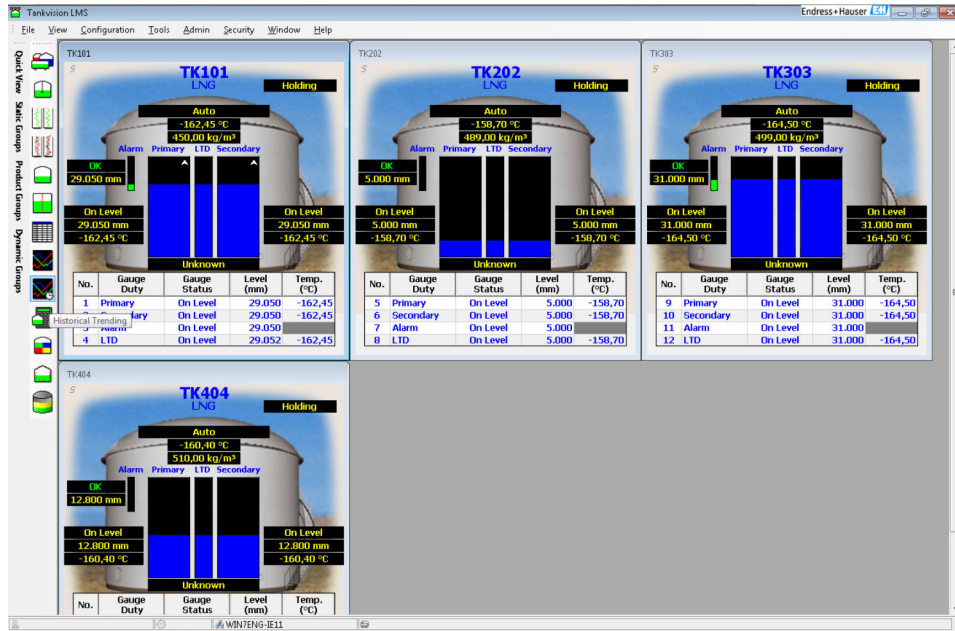 Tankvision LMS
Endress+Hauser EH
File View Configuration Tools Admin Security Window Help
Quick View
Static Groups
Product Groups
Dynamic Groups
Historical Trending
TK101
S
TK101
LNG
Holding
Auto
-162,45 °C
450,00 kg/m³
Alarm Primary LTD Secondary
OK
29.050 mm
On Level On Level
29.050 mm 29.050 mm
-162,45 °C -162,45 °C
Unknown
No. Gauge Duty Gauge Status Level (mm) Temp. (°C)
1 Primary On Level 29.050 -162,45
dary On Level 29.050 -162,45
On Level 29.050
4 LTD On Level 29.052 -162,45
TK202
S
TK202
LNG
Holding
Auto
-158,70 °C
489,00 kg/m³
Alarm Primary LTD Secondary
OK
5.000 mm
On Level On Level
5.000 mm 5.000 mm
-158,70 °C -158,70 °C
Unknown
No. Gauge Duty Gauge Status Level (mm) Temp. (°C)
5 Primary On Level 5.000 -158,70
6 Secondary On Level 5.000 -158,70
7 Alarm On Level 5.000
8 LTD On Level 5.000 -158,70
TK303
S
TK303
LNG
Holding
Auto
-164,50 °C
499,00 kg/m³
Alarm Primary LTD Secondary
OK
31.000 mm
On Level On Level
31.000 mm 31.000 mm
-164,50 °C -164,50 °C
Unknown
No. Gauge Duty Gauge Status Level (mm) Temp. (°C)
9 Primary On Level 31.000 -164,50
10 Secondary On Level 31.000 -164,50
11 Alarm On Level 31.000
12 LTD On Level 31.000 -164,50
TK404
S
TK404
LNG
Holding
Auto
-160,40 °C
510,00 kg/m³
Alarm Primary LTD Secondary
OK
12.800 mm
On Level On Level
12.800 mm 12.800 mm
-160,40 °C -160,40 °C
Unknown
No. Gauge Duty Gauge Status Level (mm) Temp. (°C)
WIN7ENG-IE11